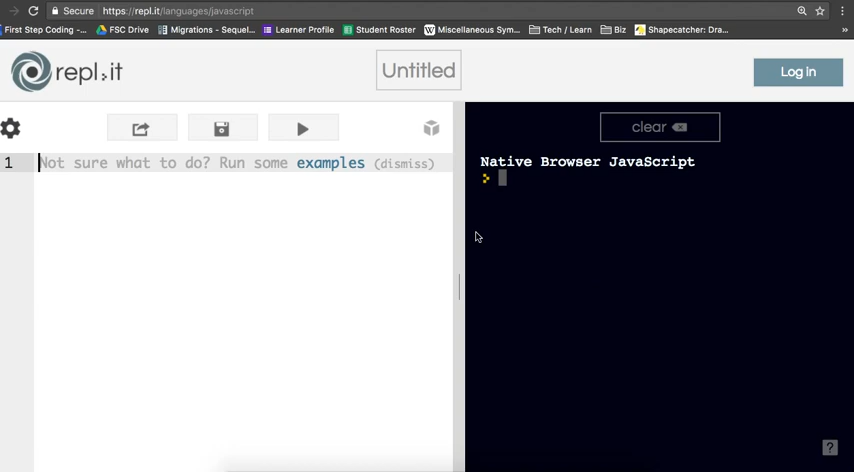 Secure https://repl.it/languages/javascript
First Step Coding -... FSC Drive Migrations - Sequel... Learner Profile Student Roster W Miscellaneous Sym... Tech / Learn Biz Shapecatcher: Dra... »
repl.it Untitled Log in
clear
1 Not sure what to do? Run some examples (dismiss)
Native Browser JavaScript
>
?